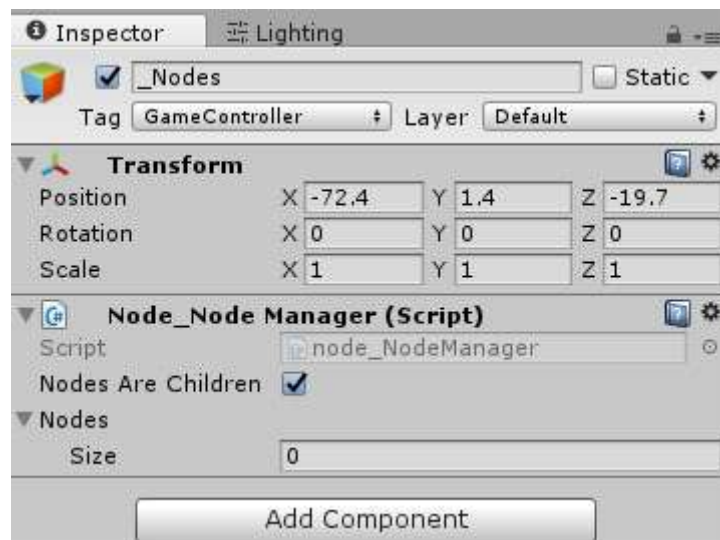 Inspector Lighting
_Nodes Static
Tag GameController Layer Default
Transform
Position X -72.4 Y 1.4 Z -19.7
Rotation X 0 Y 0 Z 0
Scale X 1 Y 1 Z 1
C# Node_Node Manager (Script)
Script node_NodeManager
Nodes Are Children
Nodes
Size 0
Add Component